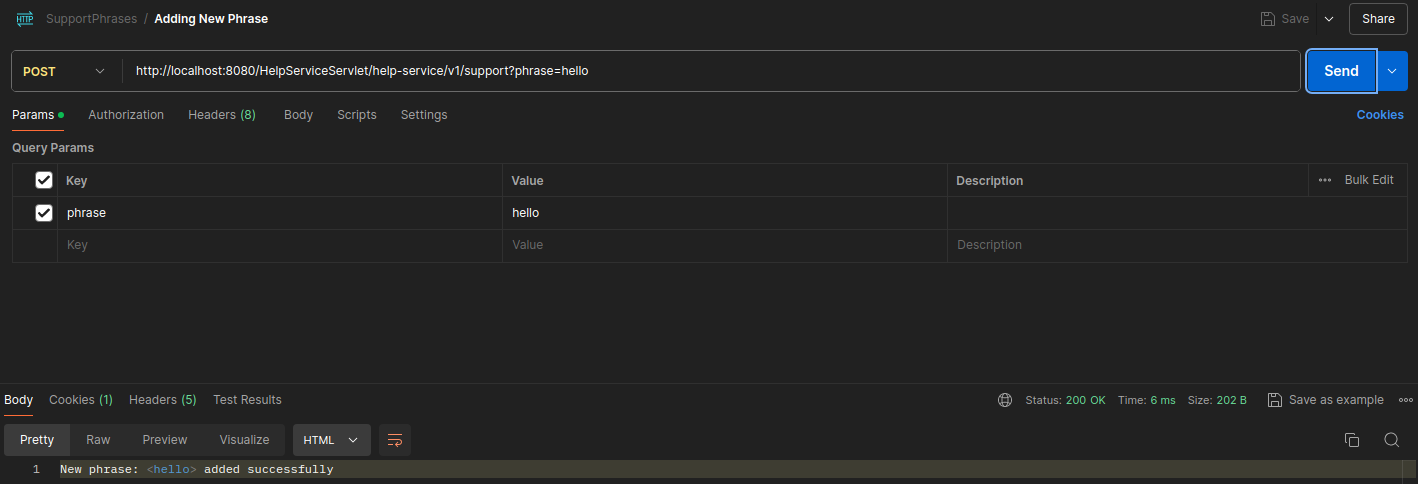 HTTP SupportPhrases / Adding New Phrase Save Share
POST http://localhost:8080/HelpServiceServlet/help-service/v1/support?phrase=hello Send
Params Authorization Headers (8) Body Scripts Settings Cookies
Query Params
Key Value Description Bulk Edit
phrase hello
Key Value Description
Body Cookies (1) Headers (5) Test Results Status: 200 OK Time: 6 ms Size: 202 B Save as example
Pretty Raw Preview Visualize HTML
1 New phrase: <hello> added successfully